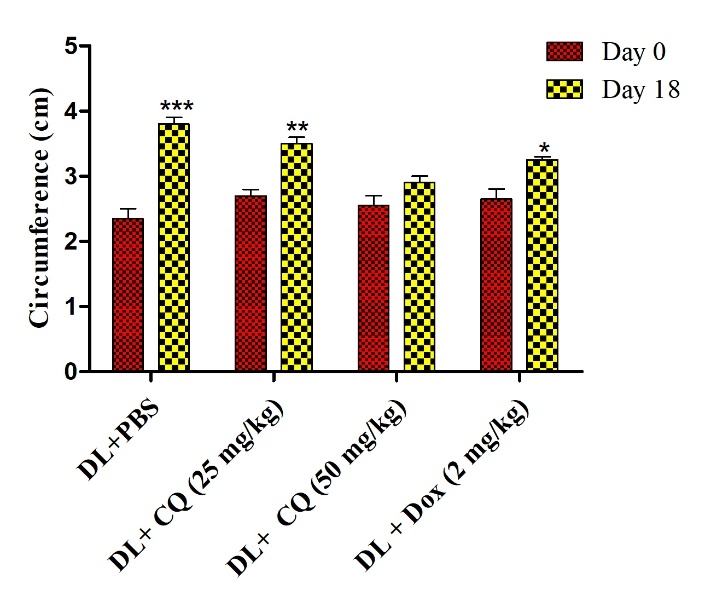 5
4
3
2
1
0
Circumference (cm)
Day 0
Day 18
***
**
*
DL+PBS
DL+ CQ (25 mg/kg)
DL+ CQ (50 mg/kg)
DL + Dox (2 mg/kg)